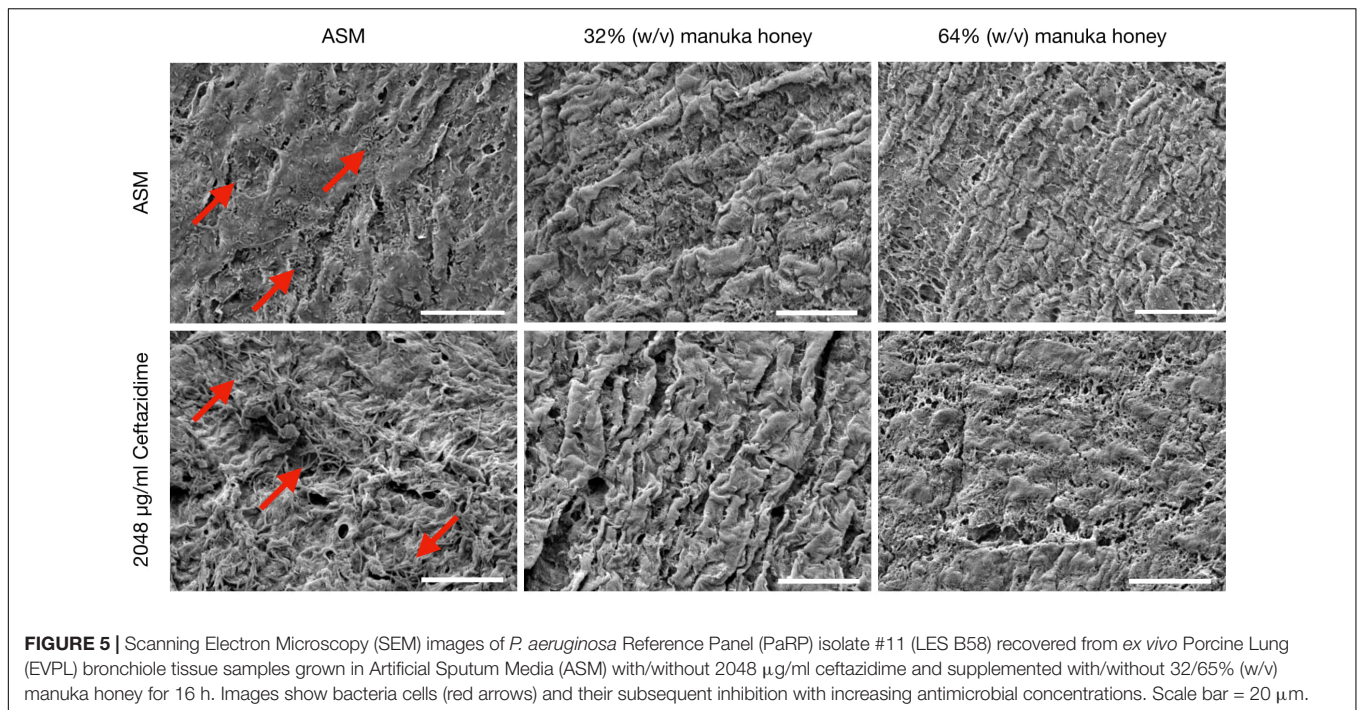 ASM
32% (w/v) manuka honey
64% (w/v) manuka honey
ASM
2048 μg/ml Ceftazidime
FIGURE 5 | Scanning Electron Microscopy (SEM) images of P. aeruginosa Reference Panel (PaRP) isolate #11 (LES B58) recovered from ex vivo Porcine Lung
(EVPL) bronchiole tissue samples grown in Artificial Sputum Media (ASM) with/without 2048 μg/ml ceftazidime and supplemented with/without 32/65% (w/v)
manuka honey for 16 h. Images show bacteria cells (red arrows) and their subsequent inhibition with increasing antimicrobial concentrations. Scale bar = 20 μm.